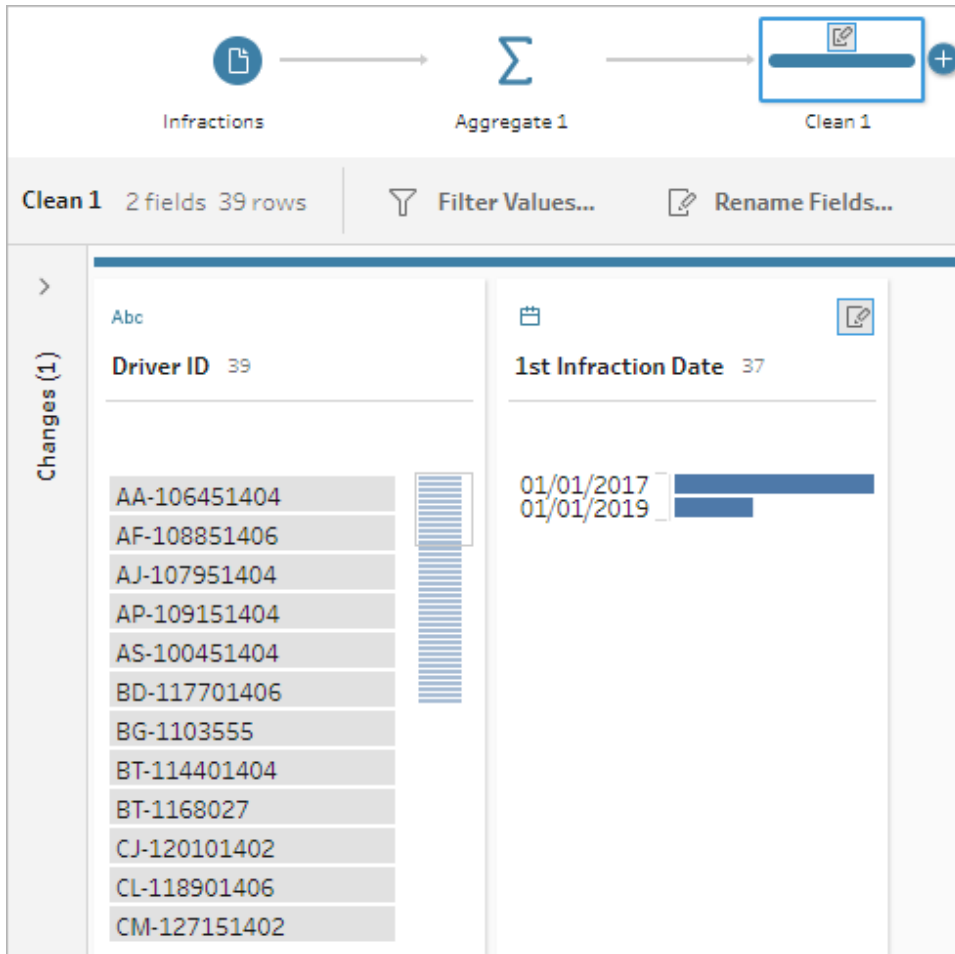 Infractions
Aggregate 1
Clean 1
Clean 1 2 fields 39 rows Filter Values... Rename Fields...
Changes (1)
Abc
Driver ID 39
AA-106451404
AF-108851406
AJ-107951404
AP-109151404
AS-100451404
BD-117701406
BG-1103555
BT-114401404
BT-1168027
CJ-120101402
CL-118901406
CM-127151402
1st Infraction Date 37
01/01/2017
01/01/2019